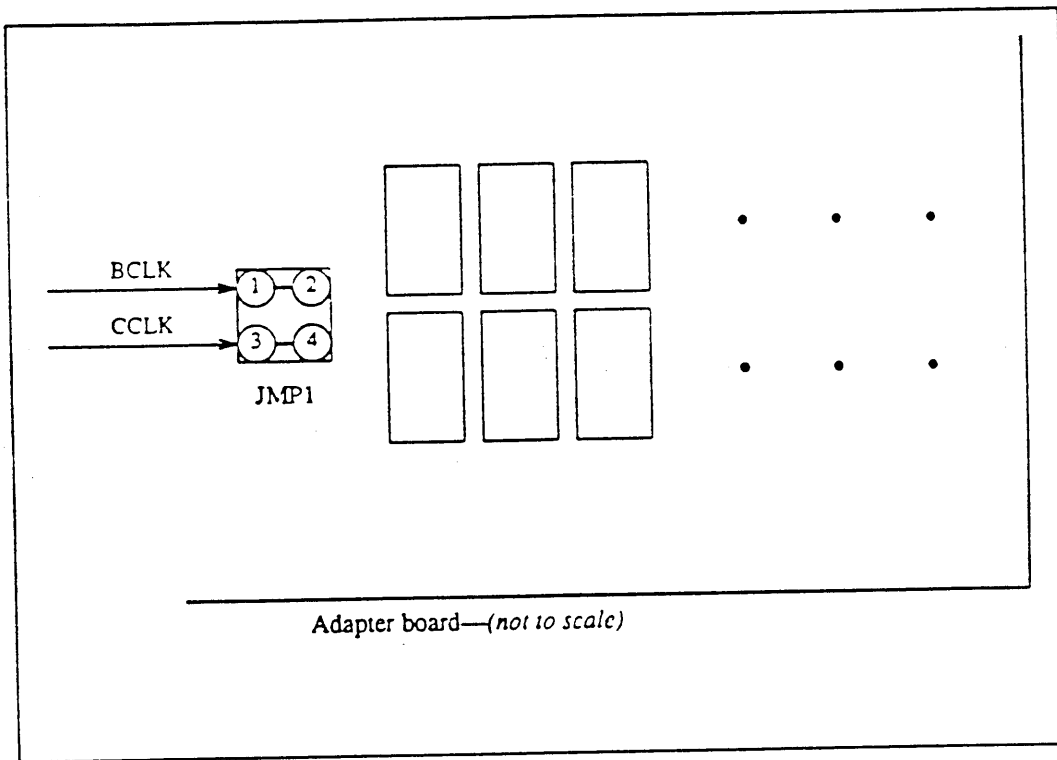 BCLK
1 2
CCLK
3 4
JMP1
Adapter board—(not to scale)